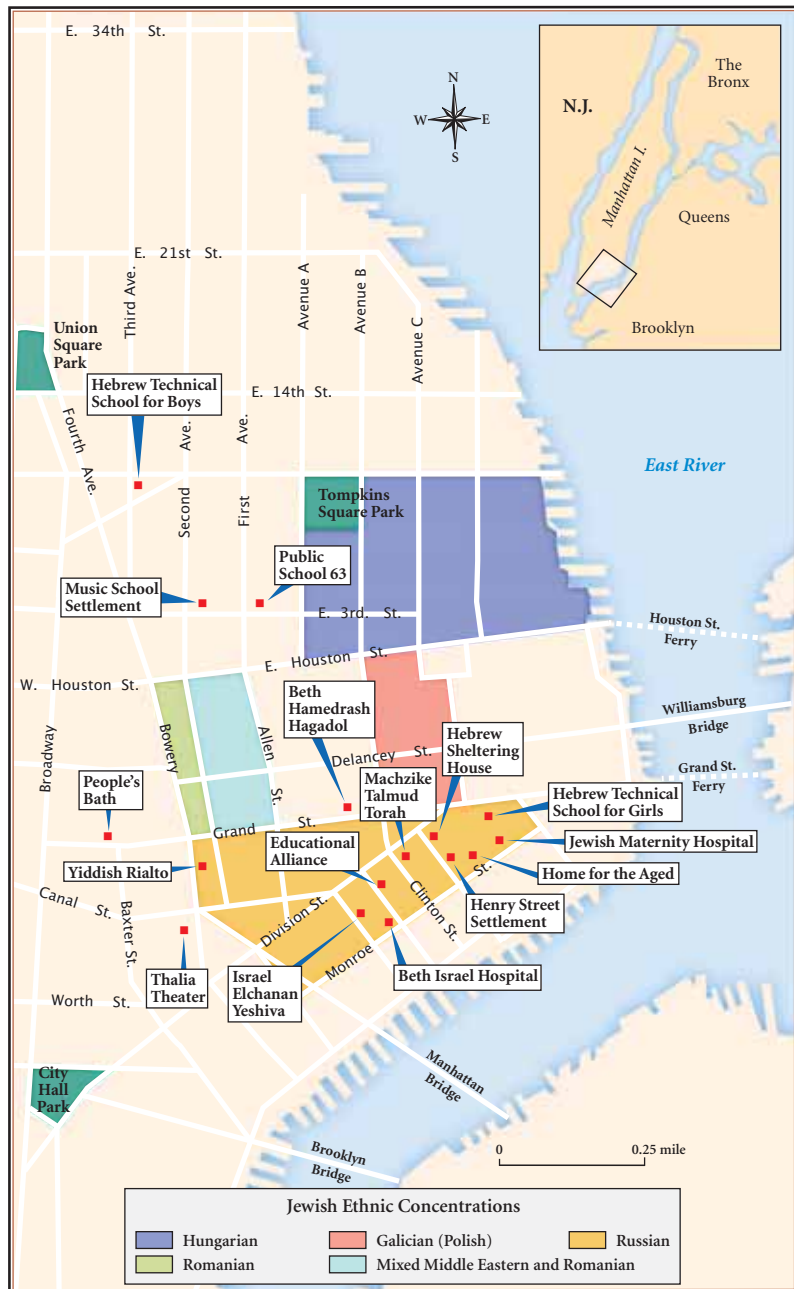 E. 34th St.
N
W E
S
N.J.
The
Bronx
Manhattan I.
Queens
Brooklyn
E. 21st St.
Third Ave.
Avenue A
Avenue B
Avenue C
Union
Square
Park
Hebrew Technical
School for Boys
E. 14th St.
Fourth Ave.
Second Ave.
First Ave.
East River
Tompkins
Square Park
Public
School 63
Music School
Settlement
E. 3rd. St.
Houston St.
Ferry
E. Houston St.
W. Houston St.
Beth
Hamedrash
Hagadol
Williamsburg
Bridge
Broadway
Bowery
Allen St.
Delancey St.
Hebrew
Sheltering
House
Grand St.
Ferry
People's
Bath
Machzike
Talmud
Torah
Hebrew Technical
School for Girls
Grand St.
Educational
Alliance
Jewish Maternity Hospital
Yiddish Rialto
Home for the Aged
Canal St.
Baxter St.
Division St.
Clinton St.
Henry Street
Settlement
Monroe St.
Thalia
Theater
Israel
Elchanan
Yeshiva
Beth Israel Hospital
Worth St.
City
Hall
Park
Manhattan
Bridge
Brooklyn
Bridge
0 0.25 mile
Jewish Ethnic Concentrations
Hungarian Galician (Polish) Russian
Romanian Mixed Middle Eastern and Romanian